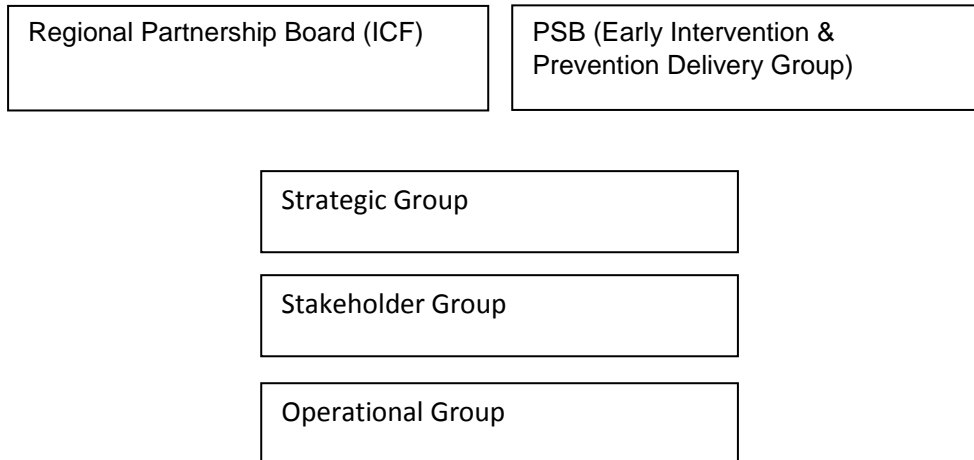 Regional Partnership Board (ICF)
PSB (Early Intervention &
Prevention Delivery Group)
Strategic Group
Stakeholder Group
Operational Group